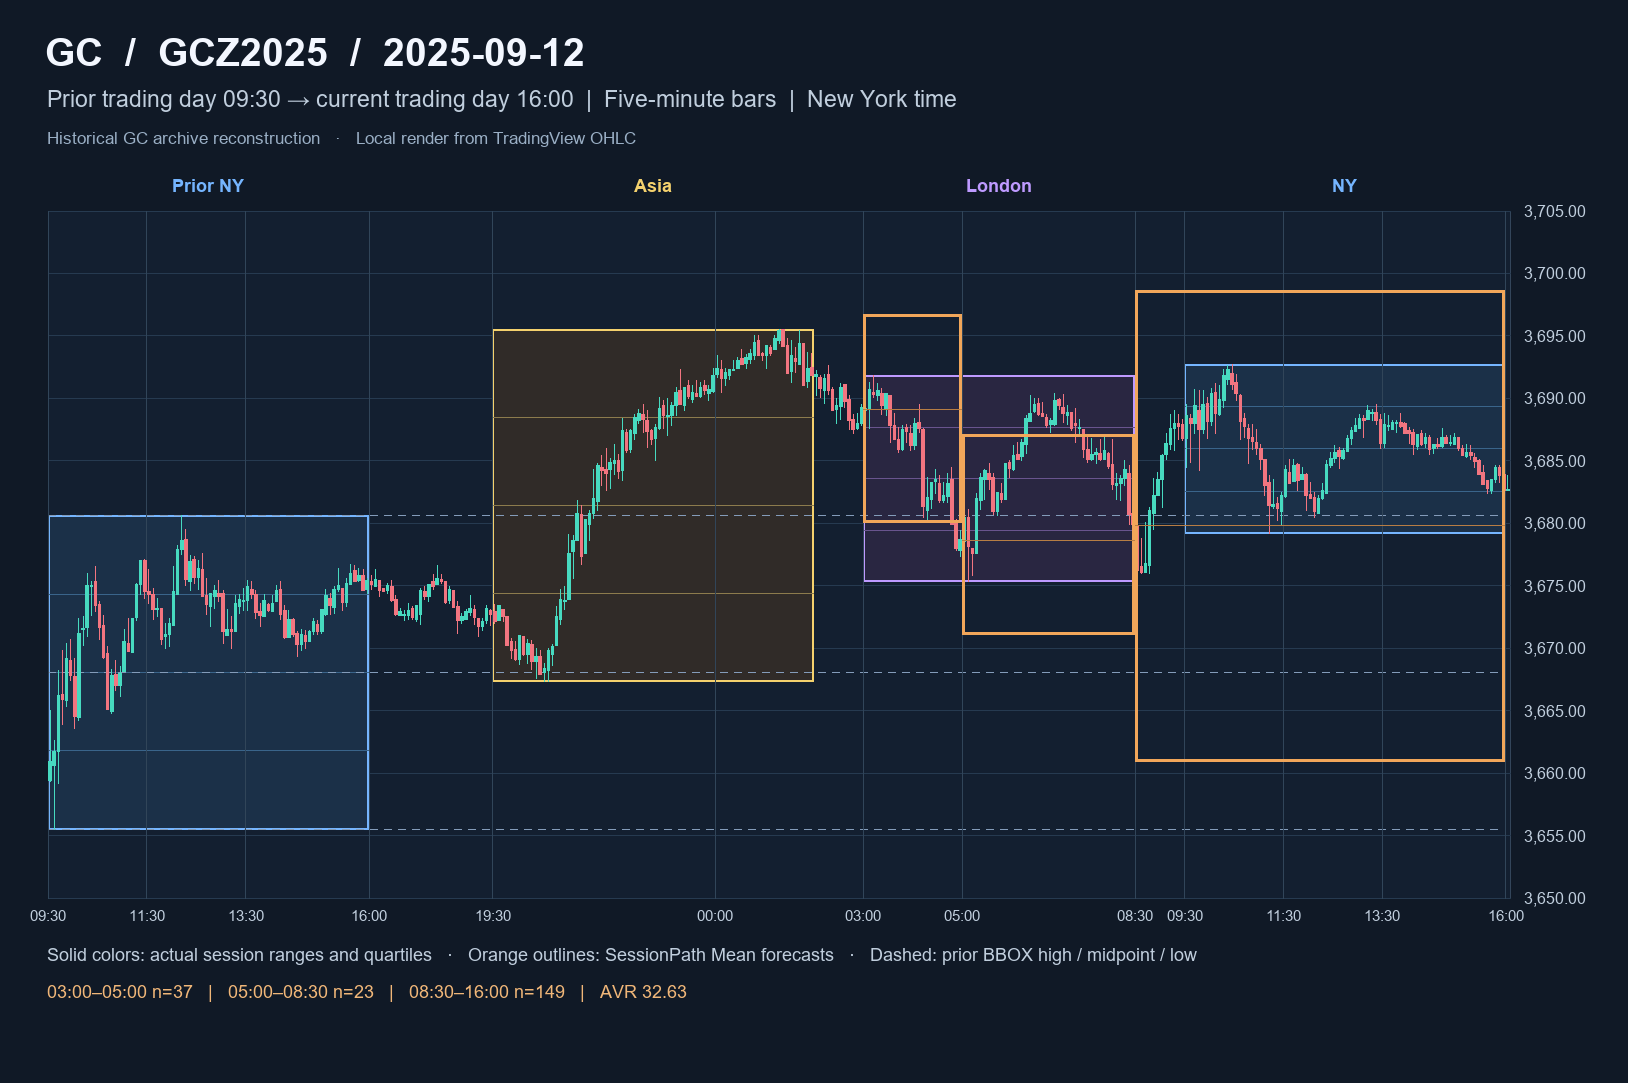 GC / GCZ2025 / 2025-09-12
Prior trading day 09:30 → current trading day 16:00 | Five-minute bars | New York time
Historical GC archive reconstruction · Local render from TradingView OHLC
Prior NY Asia London NY
3,705.00
3,700.00
3,695.00
3,690.00
3,685.00
3,680.00
3,675.00
3,670.00
3,665.00
3,660.00
3,655.00
3,650.00
09:30 11:30 13:30 16:00 19:30 00:00 03:00 05:00 08:30 09:30 11:30 13:30 16:00
Solid colors: actual session ranges and quartiles · Orange outlines: SessionPath Mean forecasts · Dashed: prior BBOX high / midpoint / low
03:00–05:00 n=37 | 05:00–08:30 n=23 | 08:30–16:00 n=149 | AVR 32.63